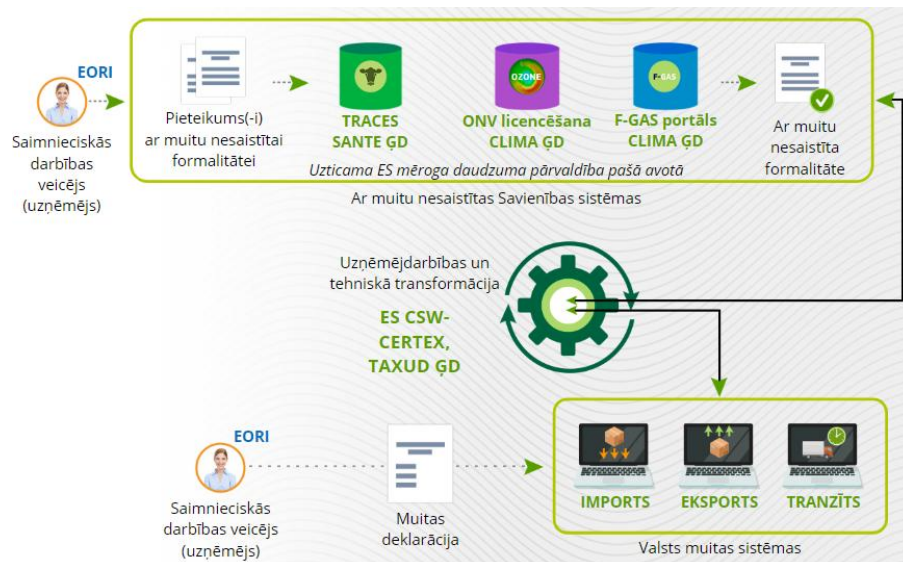 EORI
Saimnieciskās
darbības
veicējs
(uzņēmējs)
Pieteikums(-i)
ar muitu nesaistītai
formalitātei
TRACES
SANTE ĢD
OZONE
ONV licencēšana
CLIMA ĢD
F-GAS
F-GAS portāls
CLIMA ĢD
Ar muitu
nesaistīta
formalitāte
Uzticama ES mēroga daudzuma pārvaldība pašā avotā
Ar muitu nesaistītas Savienības sistēmas
Uzņēmējdarbības un
tehniskā transformācija
ES CSW-
CERTEX,
TAXUD ĢD
EORI
Saimnieciskās
darbības veicējs
(uzņēmējs)
Muitas
deklarācija
IMPORTS
EKSPORTS
TRANZĪTS
Valsts muitas sistēmas